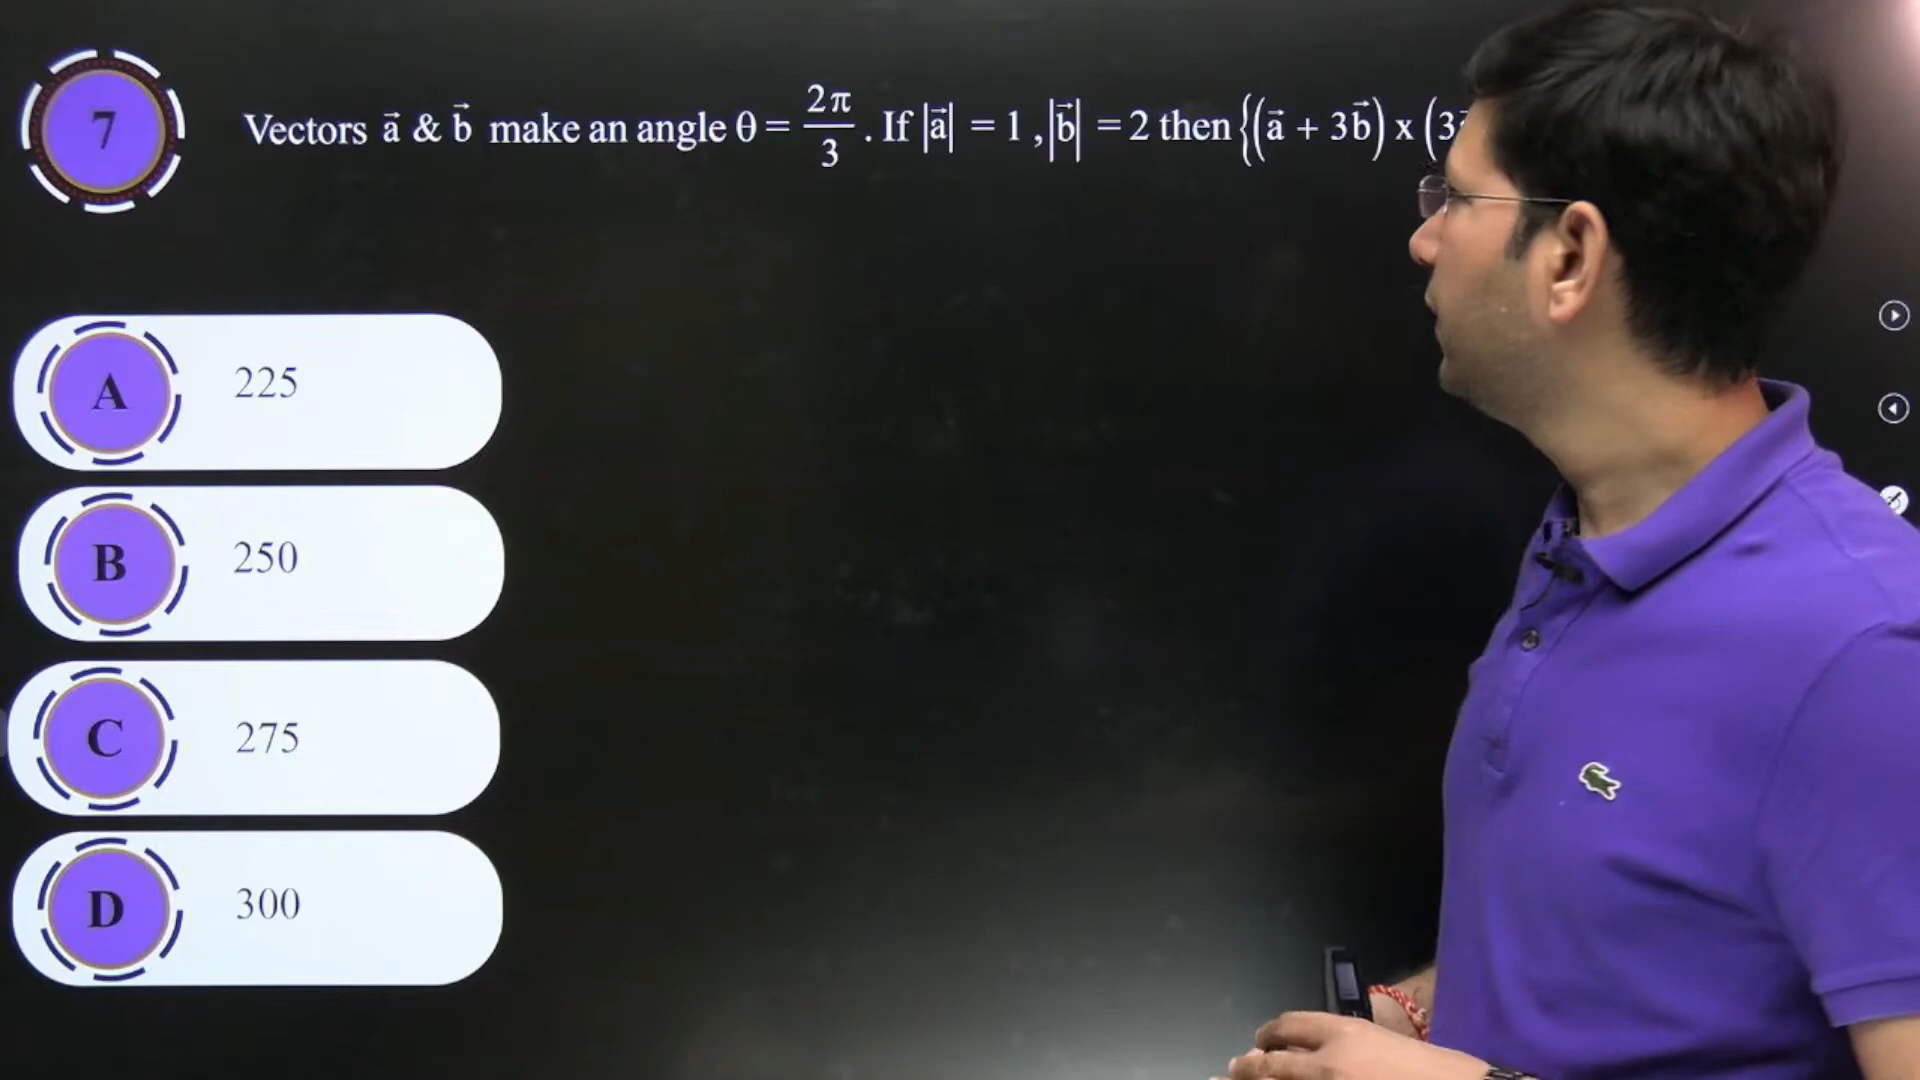 7
Vectors a⃗ & b⃗ make an angle θ = 2π/3 . If |a⃗| = 1 , |b⃗| = 2 then {(a⃗ + 3b⃗) x (3
A 225
B 250
C 275
D 300